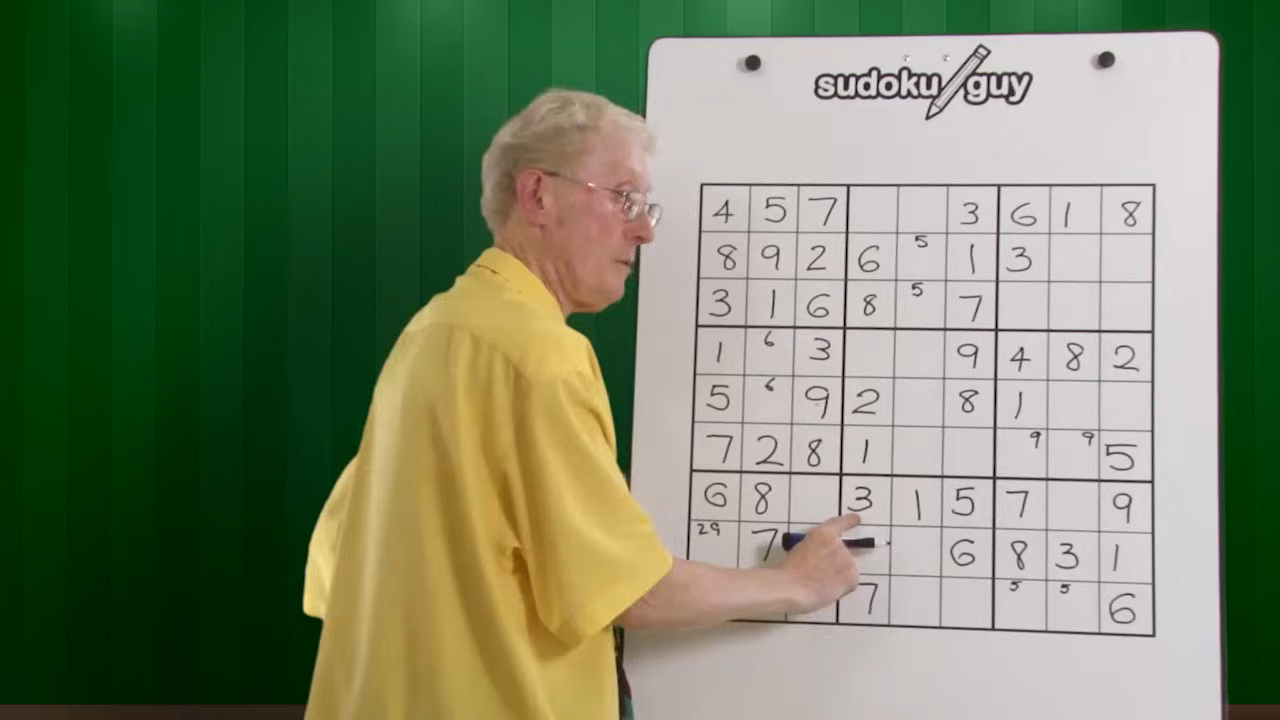 sudoku guy
4 5 7 3 6 1 8
8 9 2 6 5 1 3
3 1 6 8 5 7
1 6 3 9 4 8 2
5 6 9 2 8 1
7 2 8 1 9 9 5
6 8 3 1 5 7 9
29 7 6 8 3 1
7 5 5 6